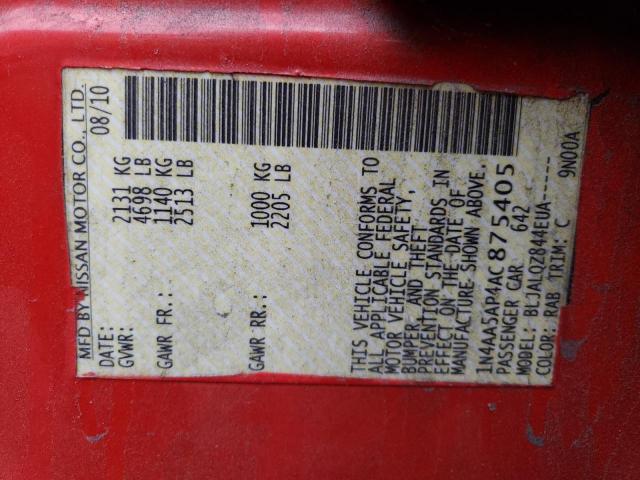 MFD BY NISSAN MOTOR CO., LTD.
DATE: 08/10
GVWR: 2131 KG
4698 LB
GAWR FR.: 1140 KG
2513 LB
GAWR RR.: 1000 KG
2205 LB
THIS VEHICLE CONFORMS TO
ALL APPLICABLE FEDERAL
MOTOR VEHICLE SAFETY,
BUMPER, AND THEFT
PREVENTION STANDARDS IN
EFFECT ON THE DATE OF
MANUFACTURE SHOWN ABOVE.
1N4AA5AP4AC875405
PASSENGER CAR 642
MODEL: BLJALQZ844EUA-----
COLOR: RAB TRIM: C 9N00A